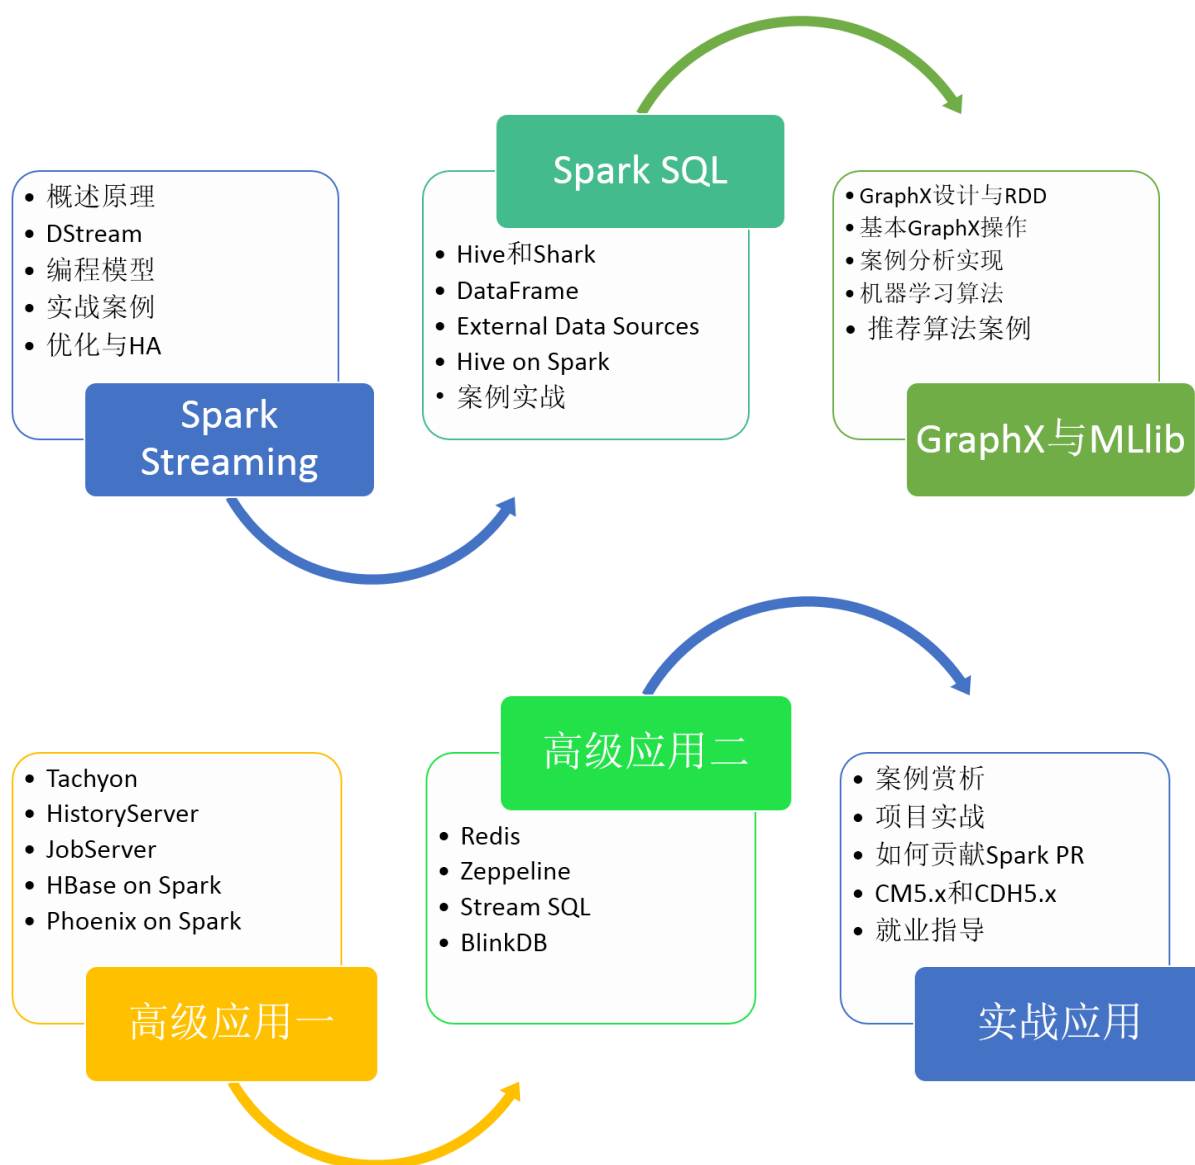 概述原理
DStream
编程模型
实战案例
优化与HA
Spark
Streaming
Spark SQL
Hive和Shark
DataFrame
External Data Sources
Hive on Spark
案例实战
GraphX设计与RDD
基本GraphX操作
案例分析实现
机器学习算法
推荐算法案例
GraphX与MLlib
Tachyon
HistoryServer
JobServer
HBase on Spark
Phoenix on Spark
高级应用一
高级应用二
Redis
Zeppeline
Stream SQL
BlinkDB
案例赏析
项目实战
如何贡献Spark PR
CM5.x和CDH5.x
就业指导
实战应用